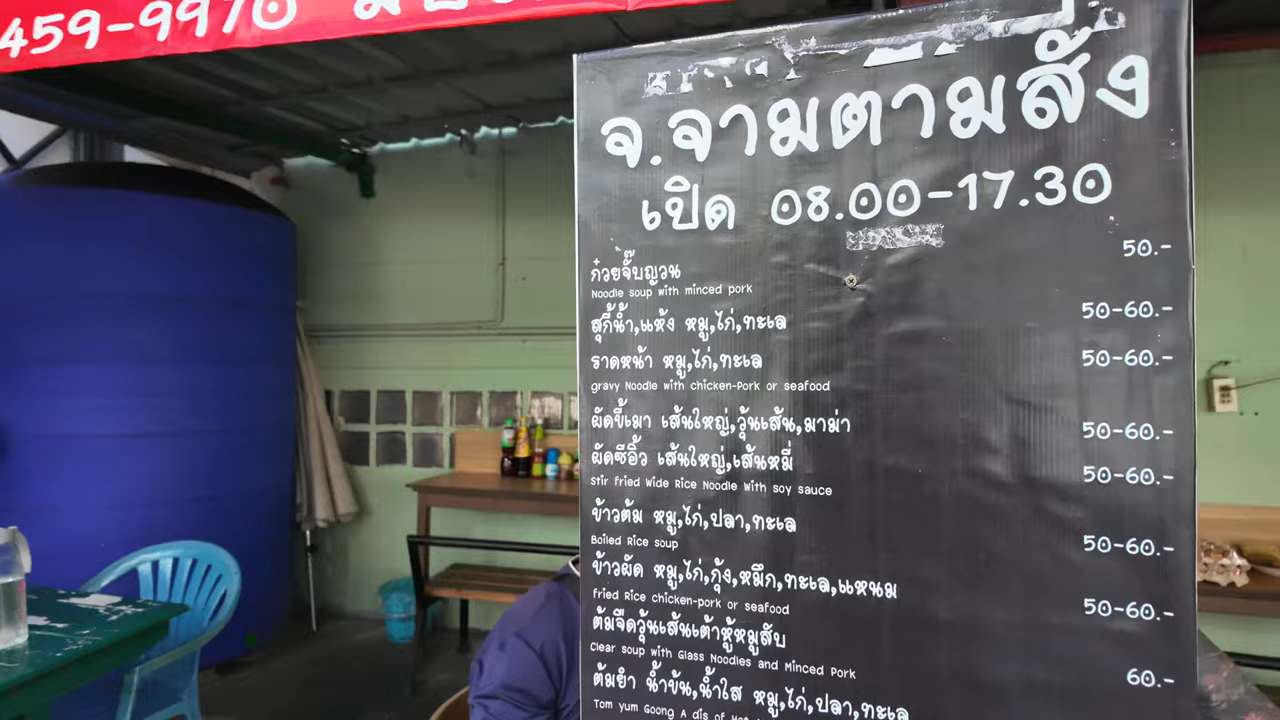 459-9970
จ.จามตามสั่ง
เปิด 08.00-17.30
ก๋วยจั๊บญวน 50.-
Noodle soup with minced pork
สุกี้น้ำ,แห้ง หมู,ไก่,ทะเล 50-60.-
ราดหน้า หมู,ไก่,ทะเล 50-60.-
gravy Noodle with chicken-Pork or seafood
ผัดขี้เมา เส้นใหญ่,วุ้นเส้น,มาม่า 50-60.-
ผัดซีอิ้ว เส้นใหญ่,เส้นหมี่ 50-60.-
Stir fried Wide Rice Noodle With soy sauce
ข้าวต้ม หมู,ไก่,ปลา,ทะเล 50-60.-
Boiled Rice soup
ข้าวผัด หมู,ไก่,กุ้ง,หมึก,ทะเล,แหนม 50-60.-
fried Rice chicken-pork or seafood
ต้มจืดวุ้นเส้นเต้าหู้หมูสับ 60.-
Clear soup with Glass Noodles and Minced Pork
ต้มยำ น้ำข้น,น้ำใส หมู,ไก่,ปลา,ทะเล
Tom yum Goong A dis of